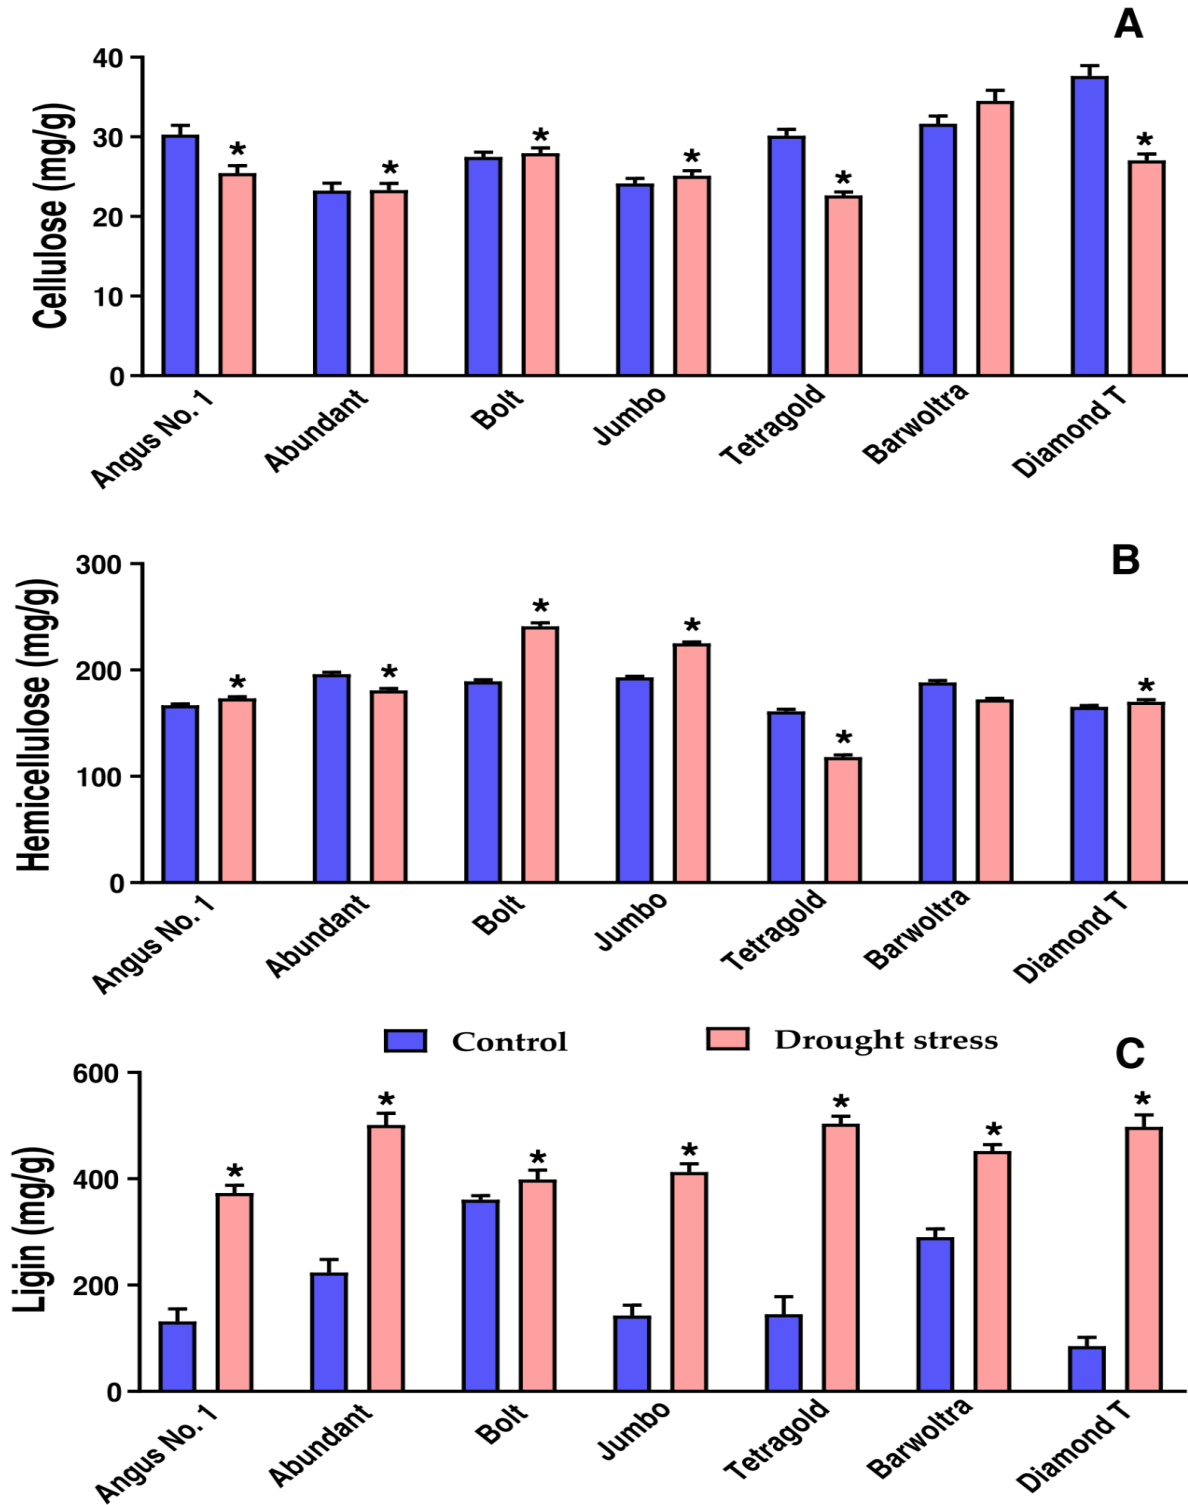 A
Cellulose (mg/g)
40
30
20
10
0
* * * * * *
Angus No. 1
Abundant
Bolt
Jumbo
Tetragold
Barwoltra
Diamond T
B
Hemicellulose (mg/g)
300
200
100
0
* * * * * *
Angus No. 1
Abundant
Bolt
Jumbo
Tetragold
Barwoltra
Diamond T
Control
Drought stress
C
Ligin (mg/g)
600
400
200
0
* * * * * * *
Angus No. 1
Abundant
Bolt
Jumbo
Tetragold
Barwoltra
Diamond T